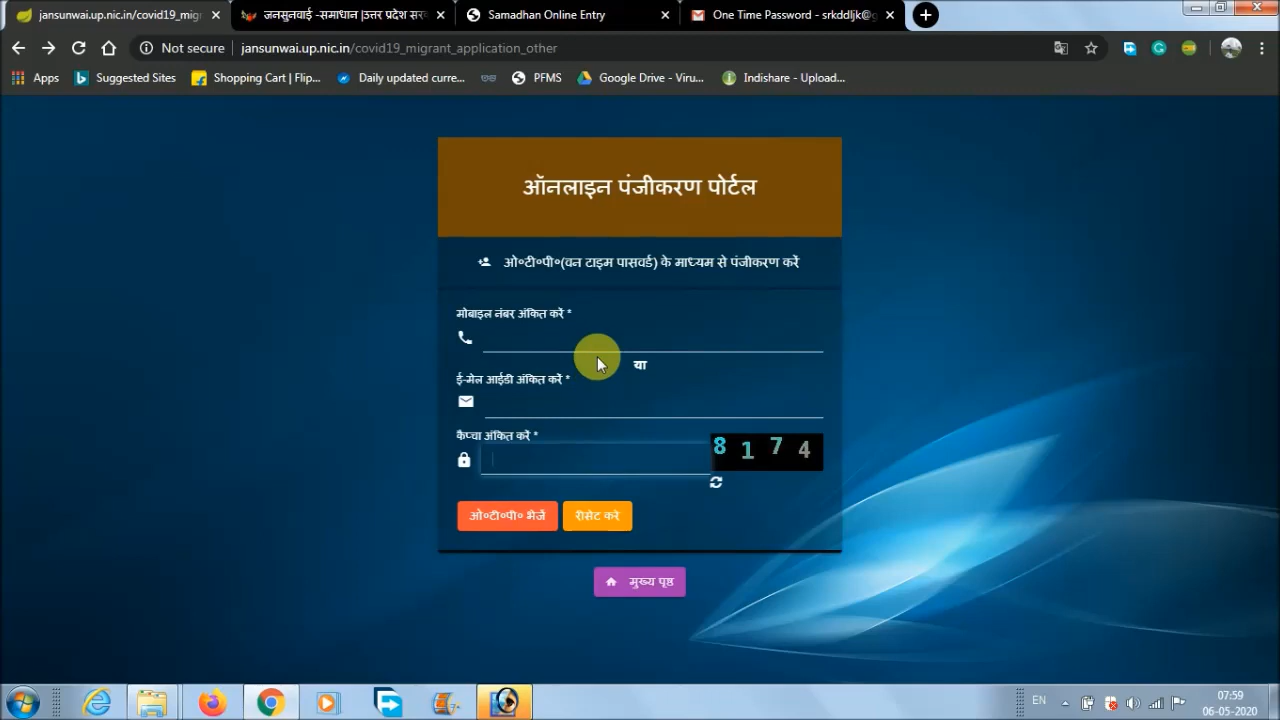 jansunwai.up.nic.in/covid19_mig
जनसुनवाई -समाधान |उत्तर प्रदेश सरक
Samadhan:Online Entry
One Time Password - srkddljk@g
Not secure
jansunwai.up.nic.in/covid19_migrant_application_other
Apps
Suggested Sites
Shopping Cart | Flip...
Daily updated curre...
PFMS
Google Drive - Viru...
Indishare - Upload...
ऑनलाइन पंजीकरण पोर्टल
ओ०टी०पी०(वन टाइम पासवर्ड) के माध्यम से पंजीकरण करें
मोबाइल नंबर अंकित करें *
या
ई-मेल आईडी अंकित करें *
कैप्चा अंकित करें *
8 1 7 4
ओ०टी०पी० भेजें
रीसेट करे
मुख्य पृष्ठ
EN
07:59
06-05-2020